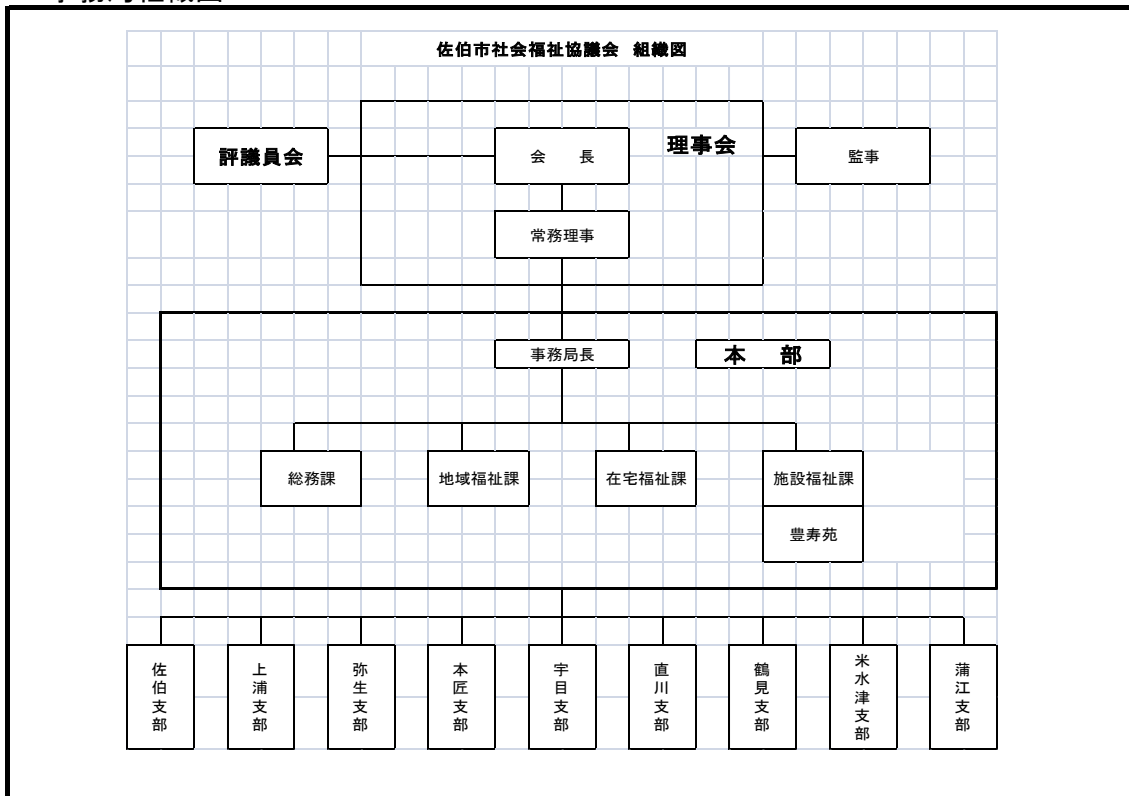 佐伯市社会福祉協議会 組織図
評議員会
会 長
理事会
監事
常務理事
事務局長
本 部
総務課
地域福祉課
在宅福祉課
施設福祉課
豊寿苑
佐伯支部
上浦支部
弥生支部
本匠支部
宇目支部
直川支部
鶴見支部
米水津支部
蒲江支部